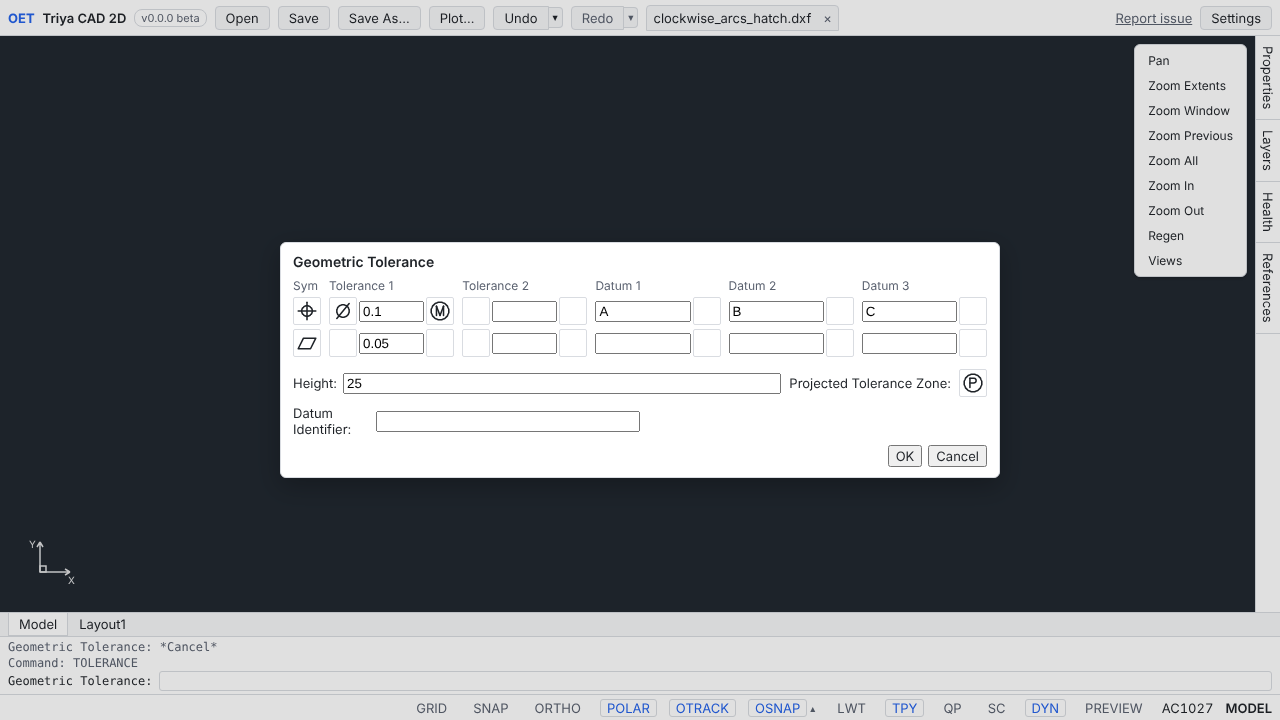 OET Triya CAD 2D v0.0.0 beta Open Save Save As... Plot... Undo ▾ Redo ▾ clockwise_arcs_hatch.dxf × Report issue Settings
Pan
Zoom Extents
Zoom Window
Zoom Previous
Zoom All
Zoom In
Zoom Out
Regen
Views
Properties
Layers
Health
References
Geometric Tolerance
Sym Tolerance 1 Tolerance 2 Datum 1 Datum 2 Datum 3
⌖ ⌀ 0.1 Ⓜ A B C
▱ 0.05
Height: 25 Projected Tolerance Zone: Ⓟ
Datum
Identifier:
OK Cancel
Y
X
Model Layout1
Geometric Tolerance: *Cancel*
Command: TOLERANCE
Geometric Tolerance:
GRID SNAP ORTHO POLAR OTRACK OSNAP ▴ LWT TPY QP SC DYN PREVIEW AC1027 MODEL